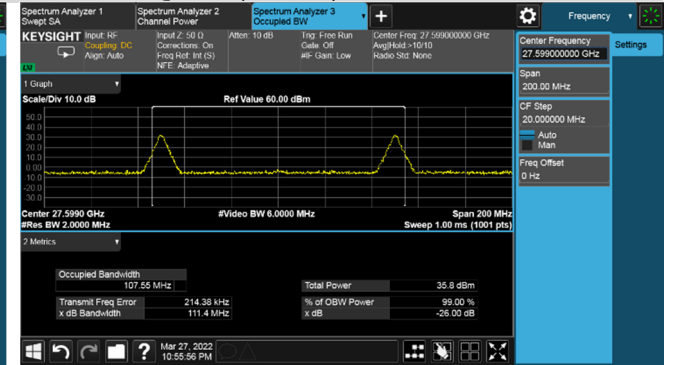 Spectrum Analyzer 1
Swept SA
Spectrum Analyzer 2
Channel Power
Spectrum Analyzer 3
Occupied BW
Frequency
KEYSIGHT
Input: RF
Coupling: DC
Align: Auto
Input Z: 50 Ω
Corrections: On
Freq Ref: Int (S)
NFE: Adaptive
Atten: 10 dB
Trig: Free Run
Gate: Off
#IF Gain: Low
Center Freq: 27.599000000 GHz
Avg|Hold:>10/10
Radio Std: None
Center Frequency
27.599000000 GHz
Settings
Span
200.00 MHz
CF Step
20.000000 MHz
Auto
Man
Freq Offset
0 Hz
1 Graph
Scale/Div 10.0 dB
Ref Value 60.00 dBm
50.0
40.0
30.0
20.0
10.0
0.00
-10.0
-20.0
-30.0
Center 27.5990 GHz
#Video BW 6.0000 MHz
Span 200 MHz
#Res BW 2.0000 MHz
Sweep 1.00 ms (1001 pts)
2 Metrics
Occupied Bandwidth
107.55 MHz
Total Power
35.8 dBm
Transmit Freq Error
214.38 kHz
% of OBW Power
99.00 %
x dB Bandwidth
111.4 MHz
x dB
-26.00 dB
?
Mar 27, 2022
10:55:56 PM